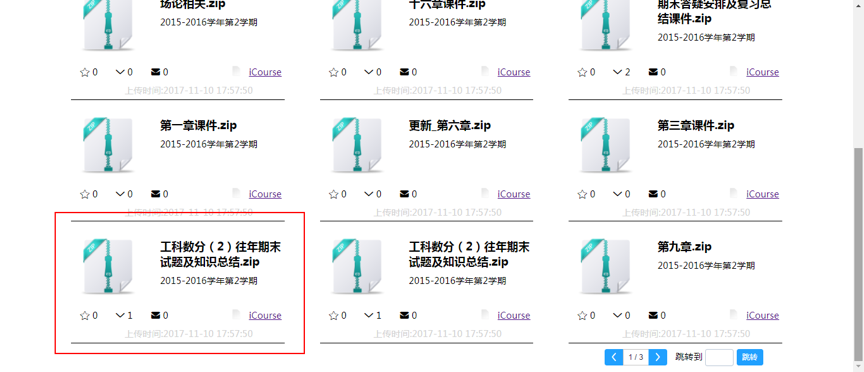 场论相关.zip
2015-2016学年第2学期
0 0 0 iCourse
上传时间:2017-11-10 17:57:50
十六章课件.zip
2015-2016学年第2学期
0 0 0 iCourse
上传时间:2017-11-10 17:57:50
期末答疑安排及复习总
结课件.zip
2015-2016学年第2学期
0 2 0 iCourse
上传时间:2017-11-10 17:57:50
第一章课件.zip
2015-2016学年第2学期
0 0 0 iCourse
上传时间:2017-11-10 17:57:50
更新_第六章.zip
2015-2016学年第2学期
0 0 0 iCourse
上传时间:2017-11-10 17:57:50
第三章课件.zip
2015-2016学年第2学期
0 0 0 iCourse
上传时间:2017-11-10 17:57:50
工科数分（2）往年期末
试题及知识总结.zip
2015-2016学年第2学期
0 1 0 iCourse
上传时间:2017-11-10 17:57:50
工科数分（2）往年期末
试题及知识总结.zip
2015-2016学年第2学期
0 1 0 iCourse
上传时间:2017-11-10 17:57:50
第九章.zip
2015-2016学年第2学期
0 0 0 iCourse
上传时间:2017-11-10 17:57:50
1 / 3 跳转到 跳转